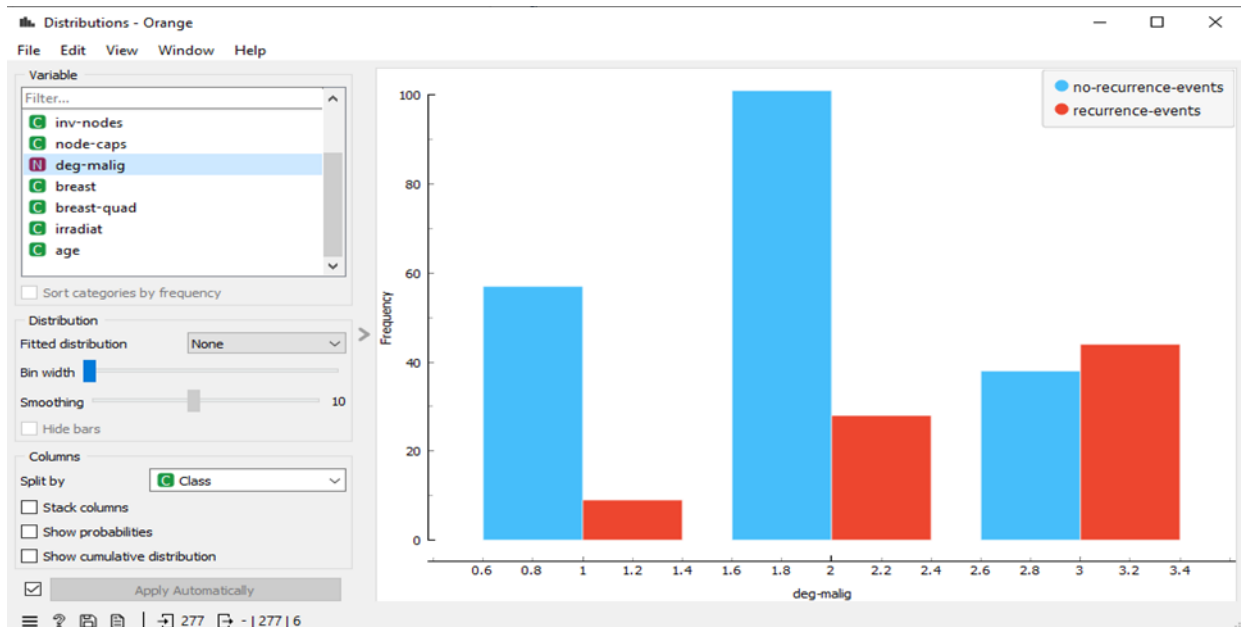 Distributions - Orange
File Edit View Window Help
Variable
Filter...
C inv-nodes
C node-caps
N deg-malig
C breast
C breast-quad
C irradiat
C age
Sort categories by frequency
Distribution
Fitted distribution None
Bin width
Smoothing 10
Hide bars
Columns
Split by C Class
Stack columns
Show probabilities
Show cumulative distribution
Apply Automatically
277 - | 277 | 6
no-recurrence-events
recurrence-events
Frequency
100
80
60
40
20
0
0.6 0.8 1 1.2 1.4 1.6 1.8 2 2.2 2.4 2.6 2.8 3 3.2 3.4
deg-malig